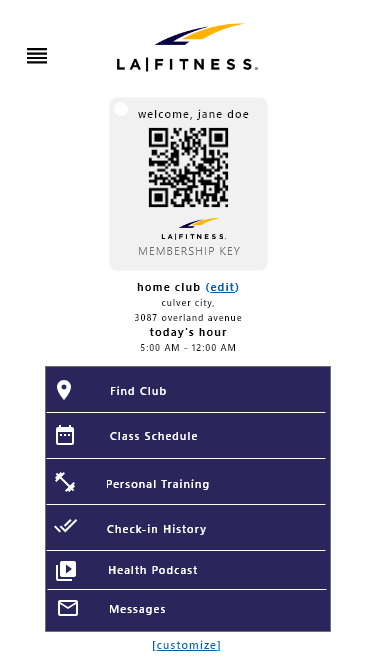 LA|FITNESS.
welcome, jane doe
LA|FITNESS.
MEMBERSHIP KEY
home club (edit)
culver city,
3087 overland avenue
today's hour
5:00 AM - 12:00 AM
Find Club
Class Schedule
Personal Training
Check-in History
Health Podcast
Messages
[customize]